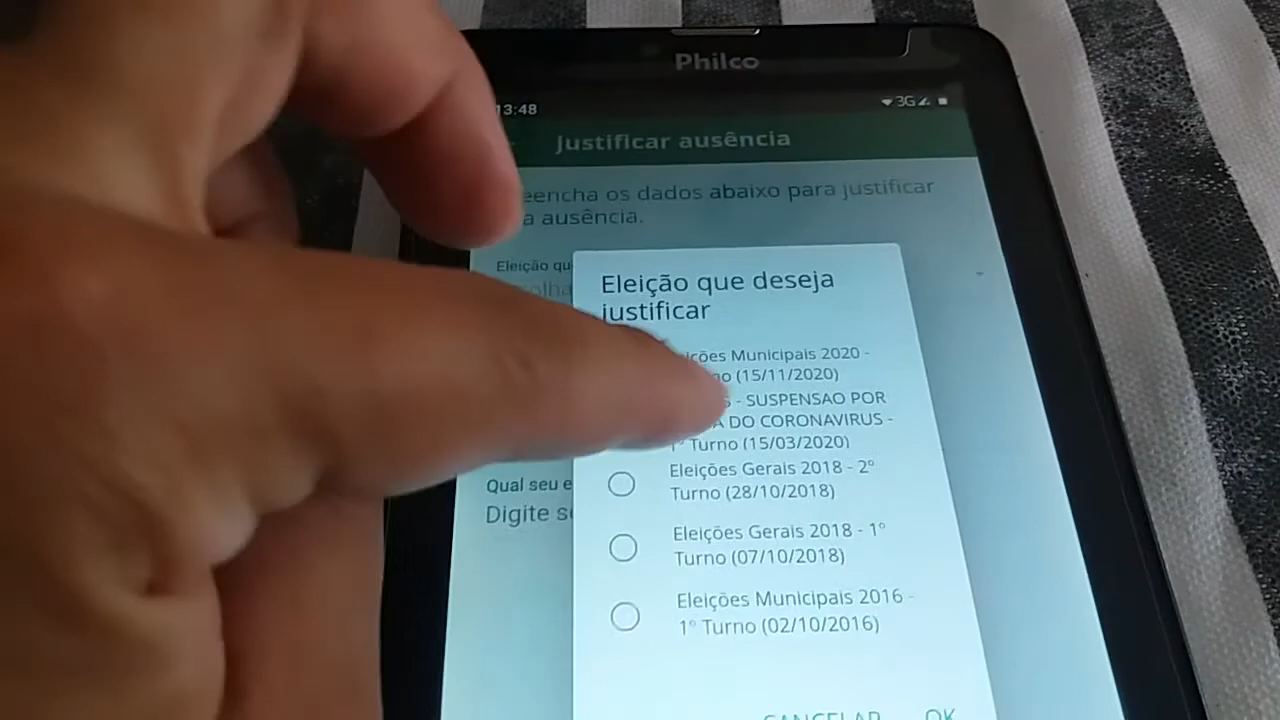 Philco
13:48
3G
Justificar ausência
eencha os dados abaixo para justificar
a ausência.
Eleição qu
olha
Eleição que deseja
justificar
ições Municipais 2020 -
no (15/11/2020)
- SUSPENSAO POR
A DO CORONAVIRUS -
1º Turno (15/03/2020)
Eleições Gerais 2018 - 2º
Turno (28/10/2018)
Eleições Gerais 2018 - 1º
Turno (07/10/2018)
Eleições Municipais 2016 -
1º Turno (02/10/2016)
Qual seu e
Digite s
CANCELAR OK